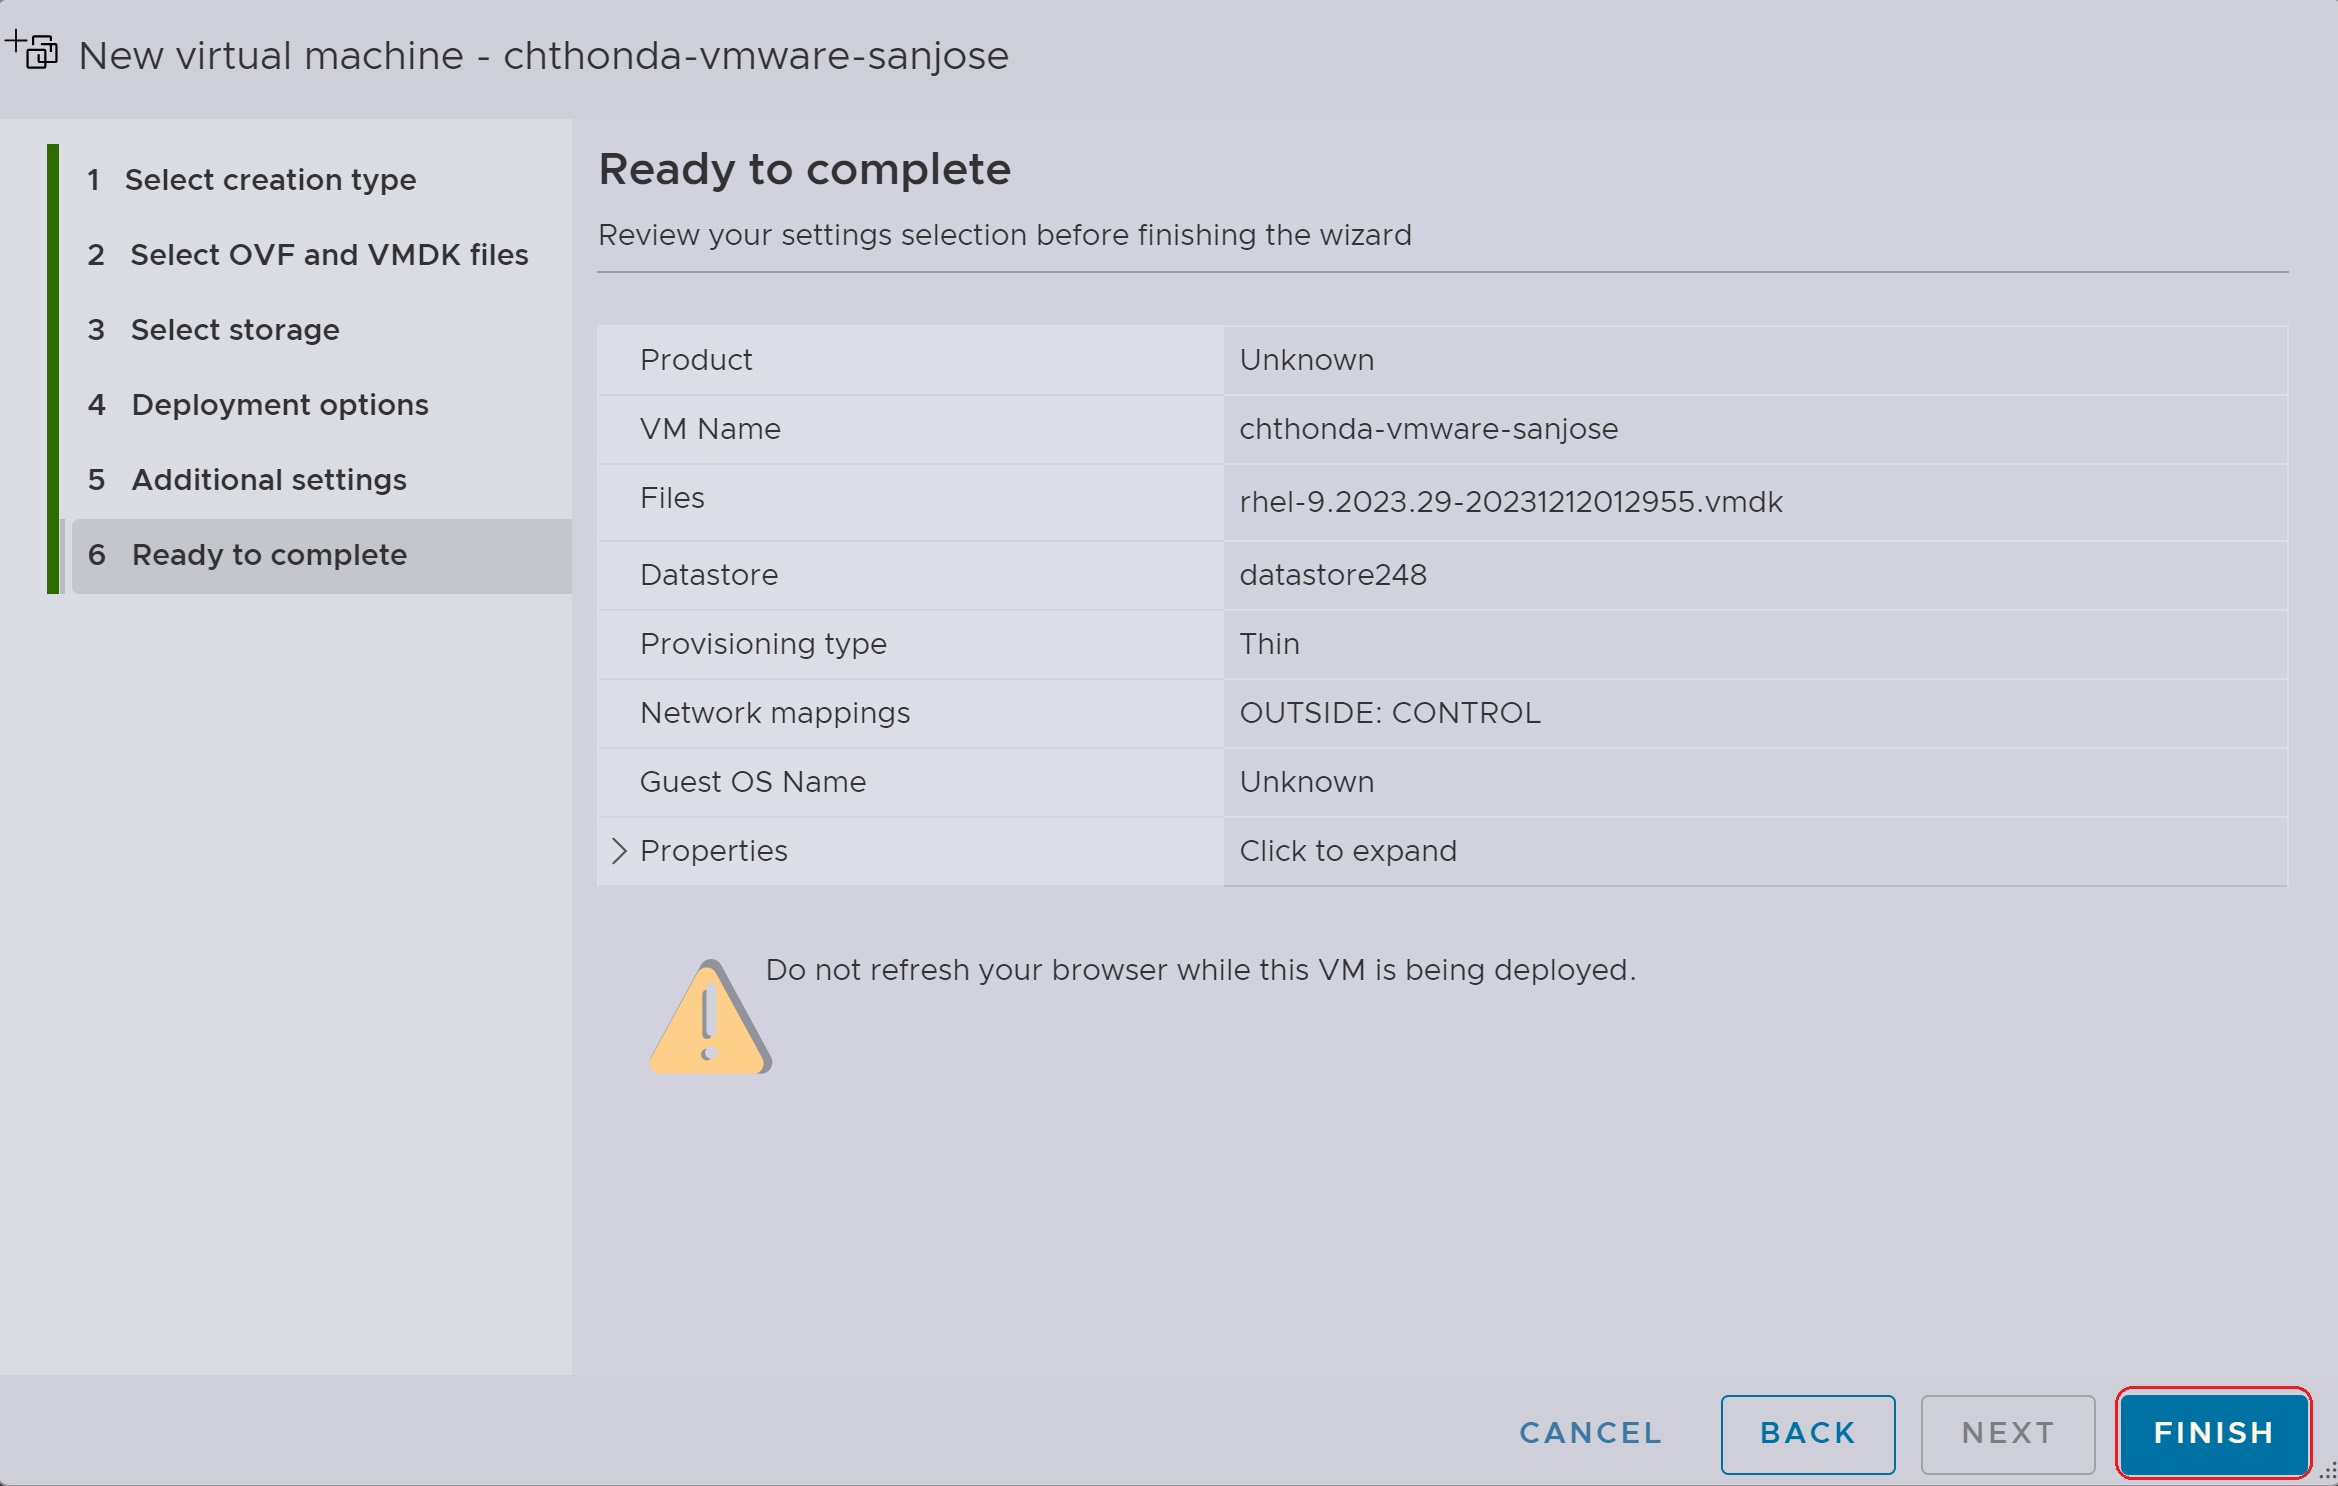 New virtual machine - chthonda-vmware-sanjose
1 Select creation type
2 Select OVF and VMDK files
3 Select storage
4 Deployment options
5 Additional settings
6 Ready to complete
Ready to complete
Review your settings selection before finishing the wizard
Product Unknown
VM Name chthonda-vmware-sanjose
Files rhel-9.2023.29-20231212012955.vmdk
Datastore datastore248
Provisioning type Thin
Network mappings OUTSIDE: CONTROL
Guest OS Name Unknown
Properties Click to expand
Do not refresh your browser while this VM is being deployed.
CANCEL BACK NEXT FINISH